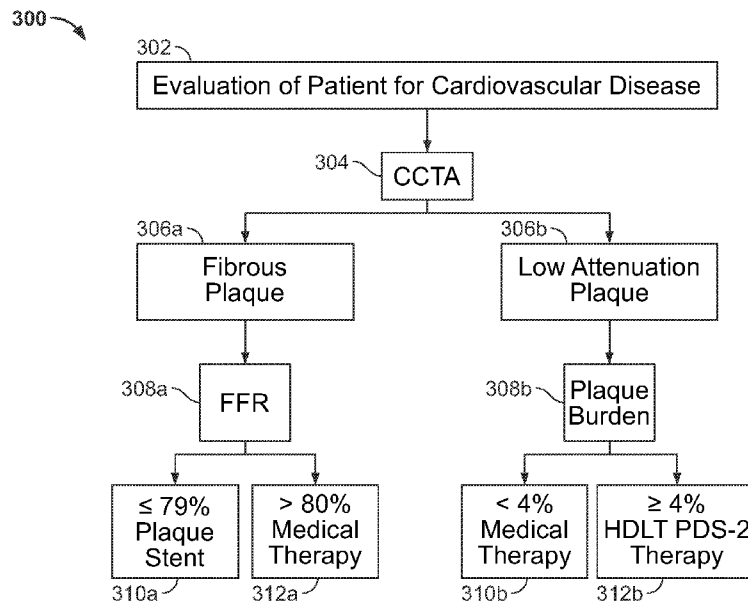 300
302
Evaluation of Patient for Cardiovascular Disease
304
CCTA
306a
306b
Fibrous
Plaque
Low Attenuation
Plaque
308a
FFR
308b
Plaque
Burden
≤ 79%
Plaque
Stent
> 80%
Medical
Therapy
< 4%
Medical
Therapy
≥ 4%
HDLT PDS-2
Therapy
310a
312a
310b
312b